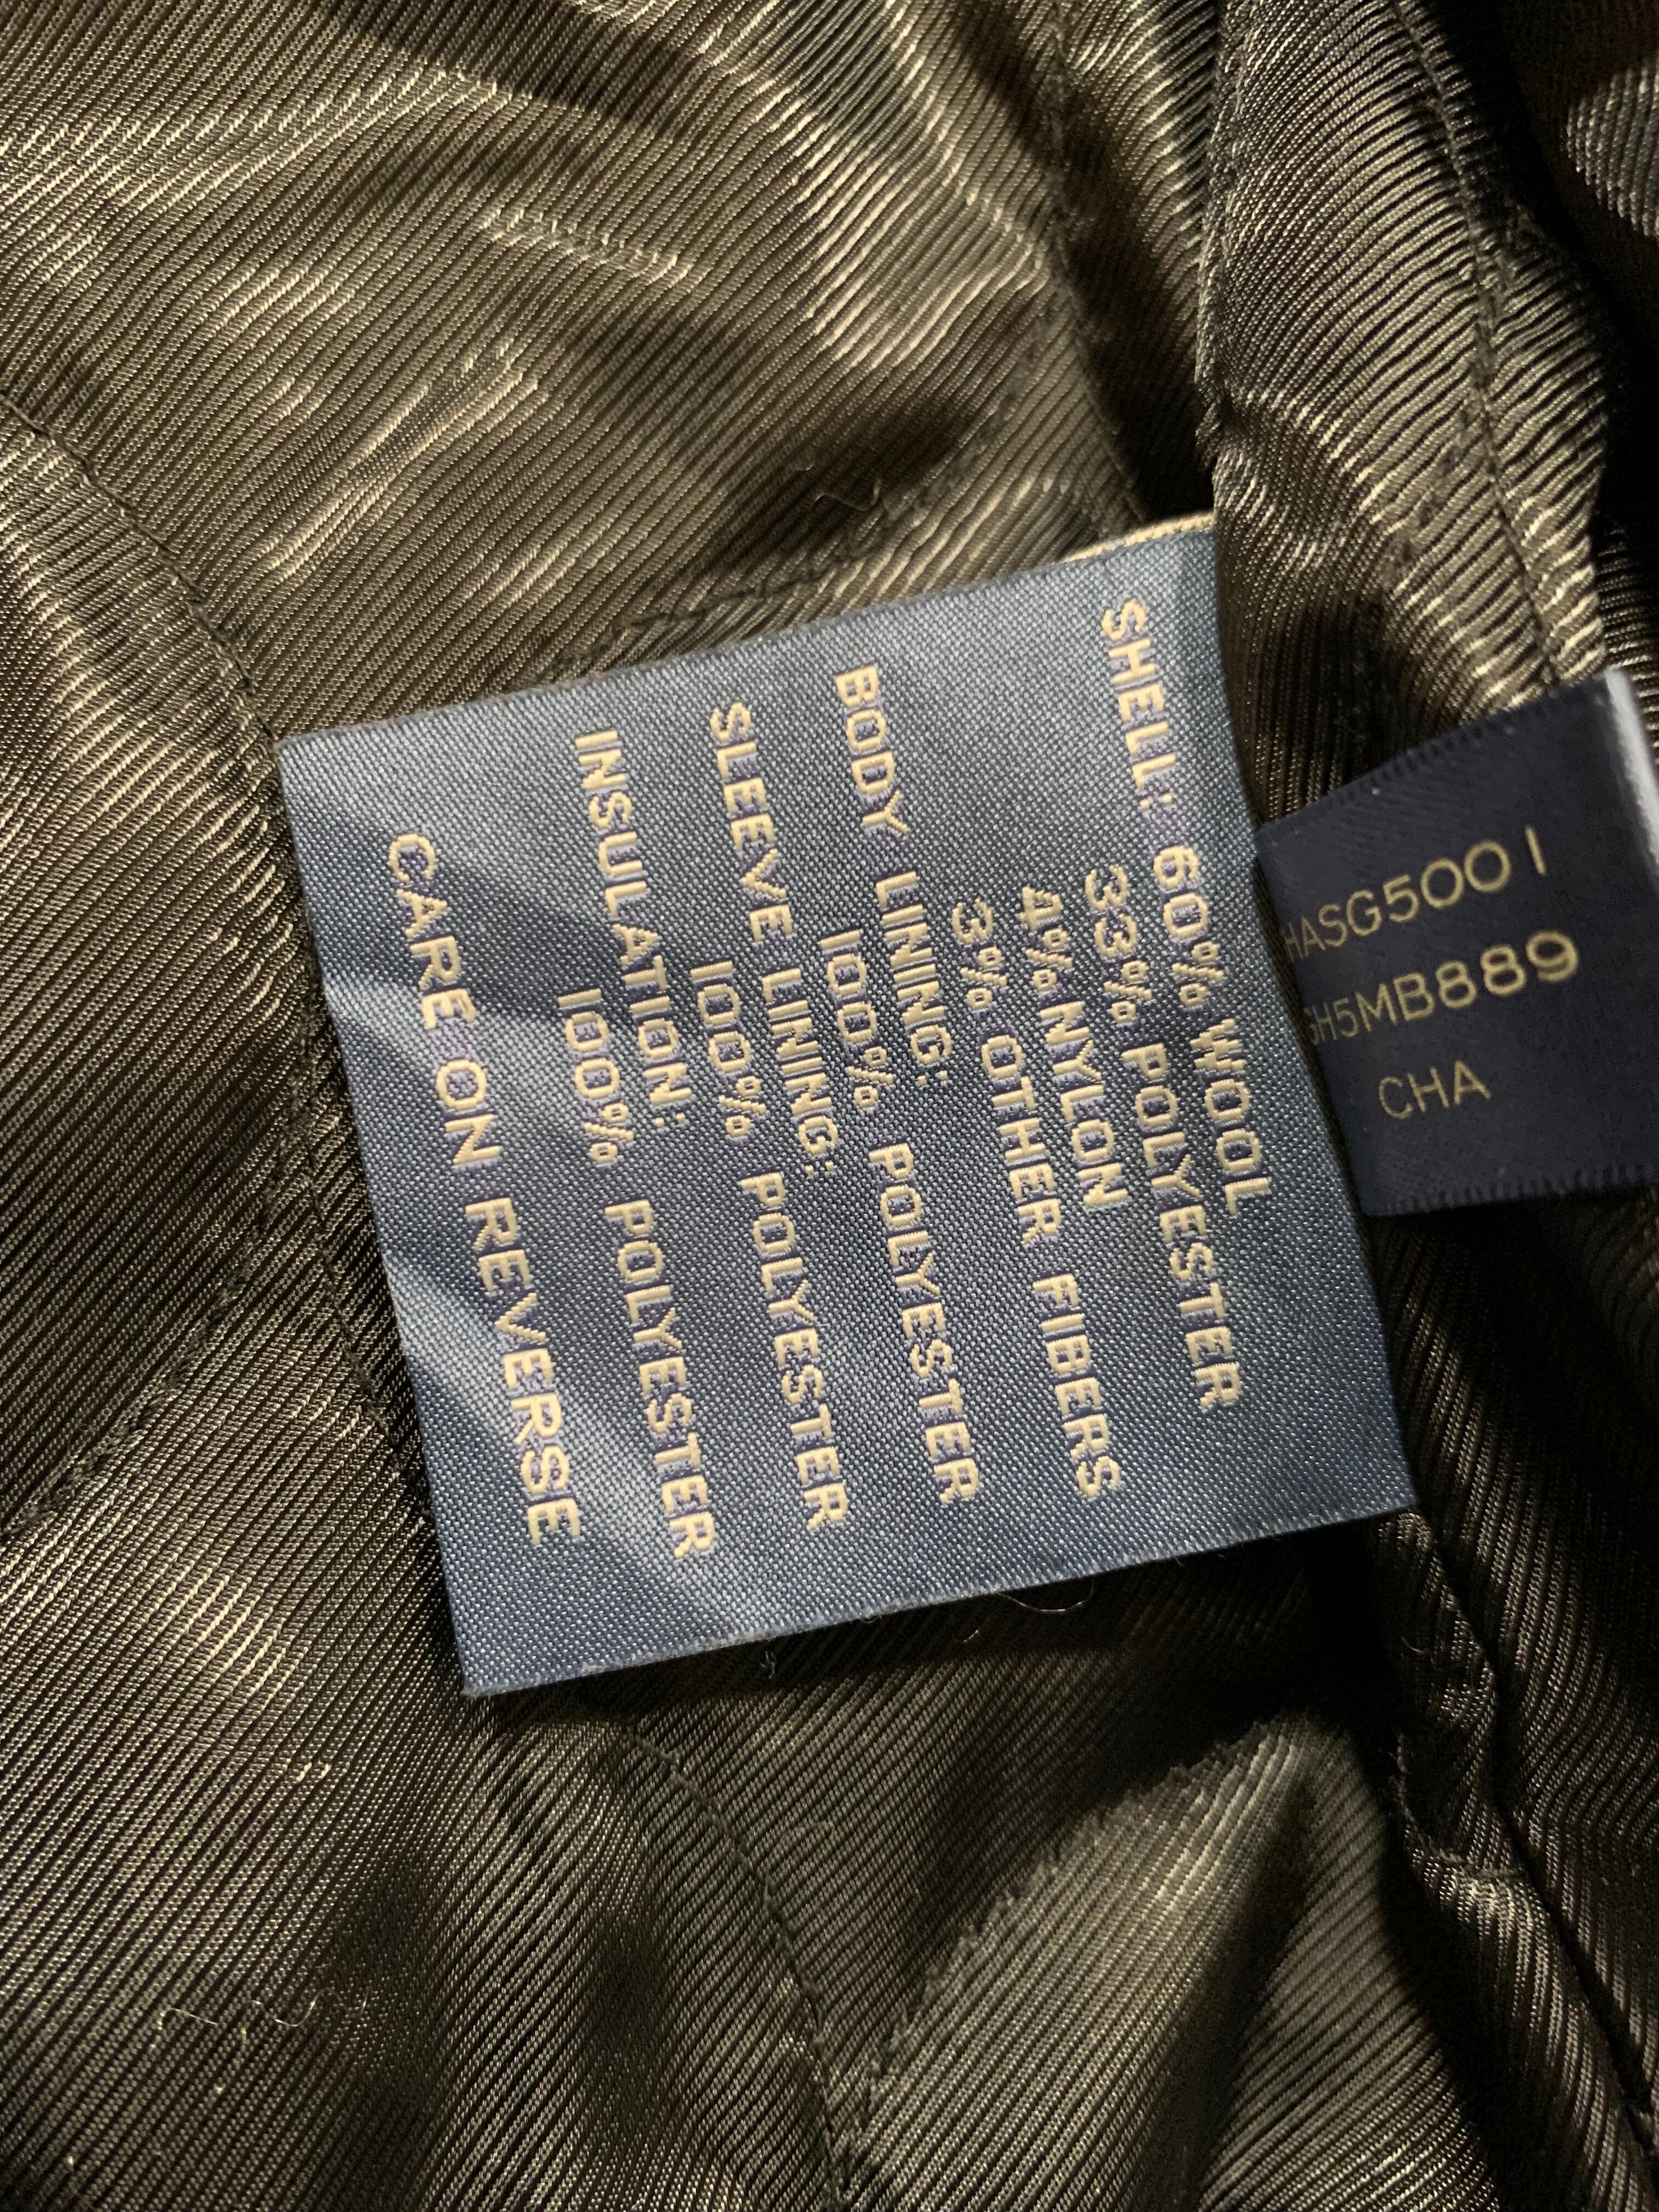 SHELL: 60% WOOL
33% POLYESTER
4% NYLON
3% OTHER FIBERS
BODY LINING:
100% POLYESTER
SLEEVE LINING:
100% POLYESTER
INSULATION:
100% POLYESTER
CARE ON REVERSE
HASG5001
GH5MB889
CHA